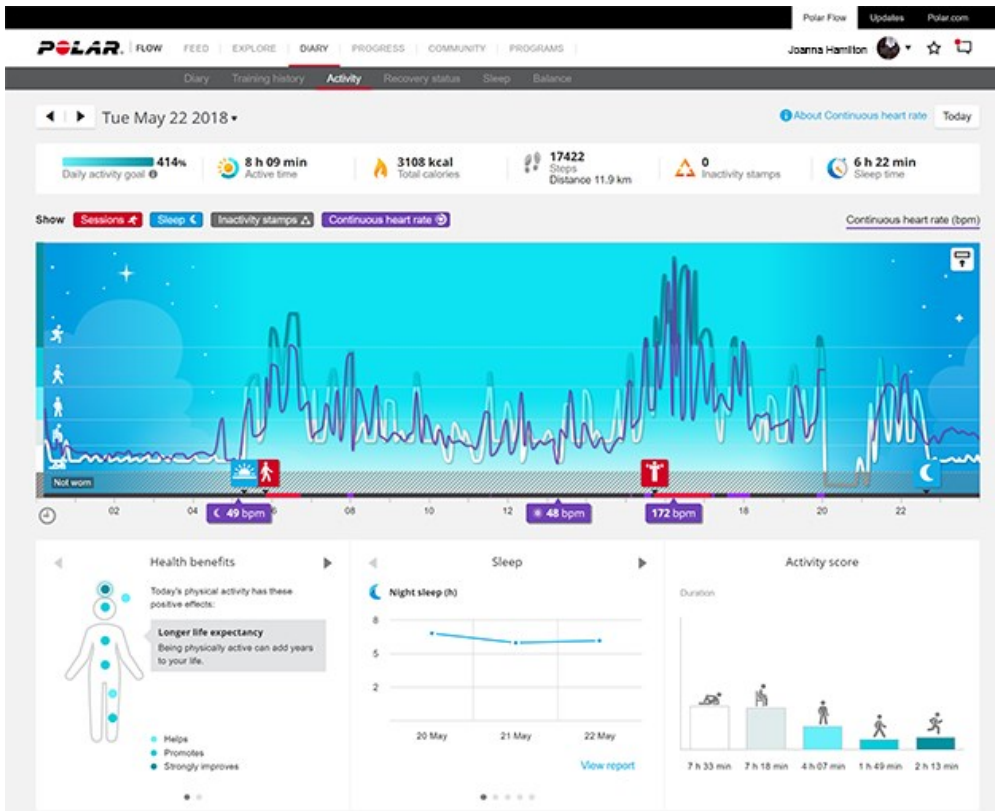 Polar Flow Updates Polar.com
POLAR. FLOW FEED EXPLORE DIARY PROGRESS COMMUNITY PROGRAMS Joanna Hamilton
Diary Training history Activity Recovery status Sleep Balance
Tue May 22 2018 About Continuous heart rate Today
414% 8 h 09 min 3108 kcal 17422 0 6 h 22 min
Daily activity goal Active time Total calories Steps Inactivity stamps Sleep time
Distance 11.9 km
Show Sessions Sleep Inactivity stamps Continuous heart rate Continuous heart rate (bpm)
Not worn
02 04 49 bpm 06 08 10 12 48 bpm 172 bpm 18 20 22
Health benefits
Today's physical activity has these
positive effects:
Longer life expectancy
Being physically active can add years
to your life.
Helps
Promotes
Strongly improves
Sleep
Night sleep (h)
8
5
2
20 May 21 May 22 May
View report
Activity score
Duration
7 h 33 min 7 h 18 min 4 h 07 min 1 h 49 min 2 h 13 min